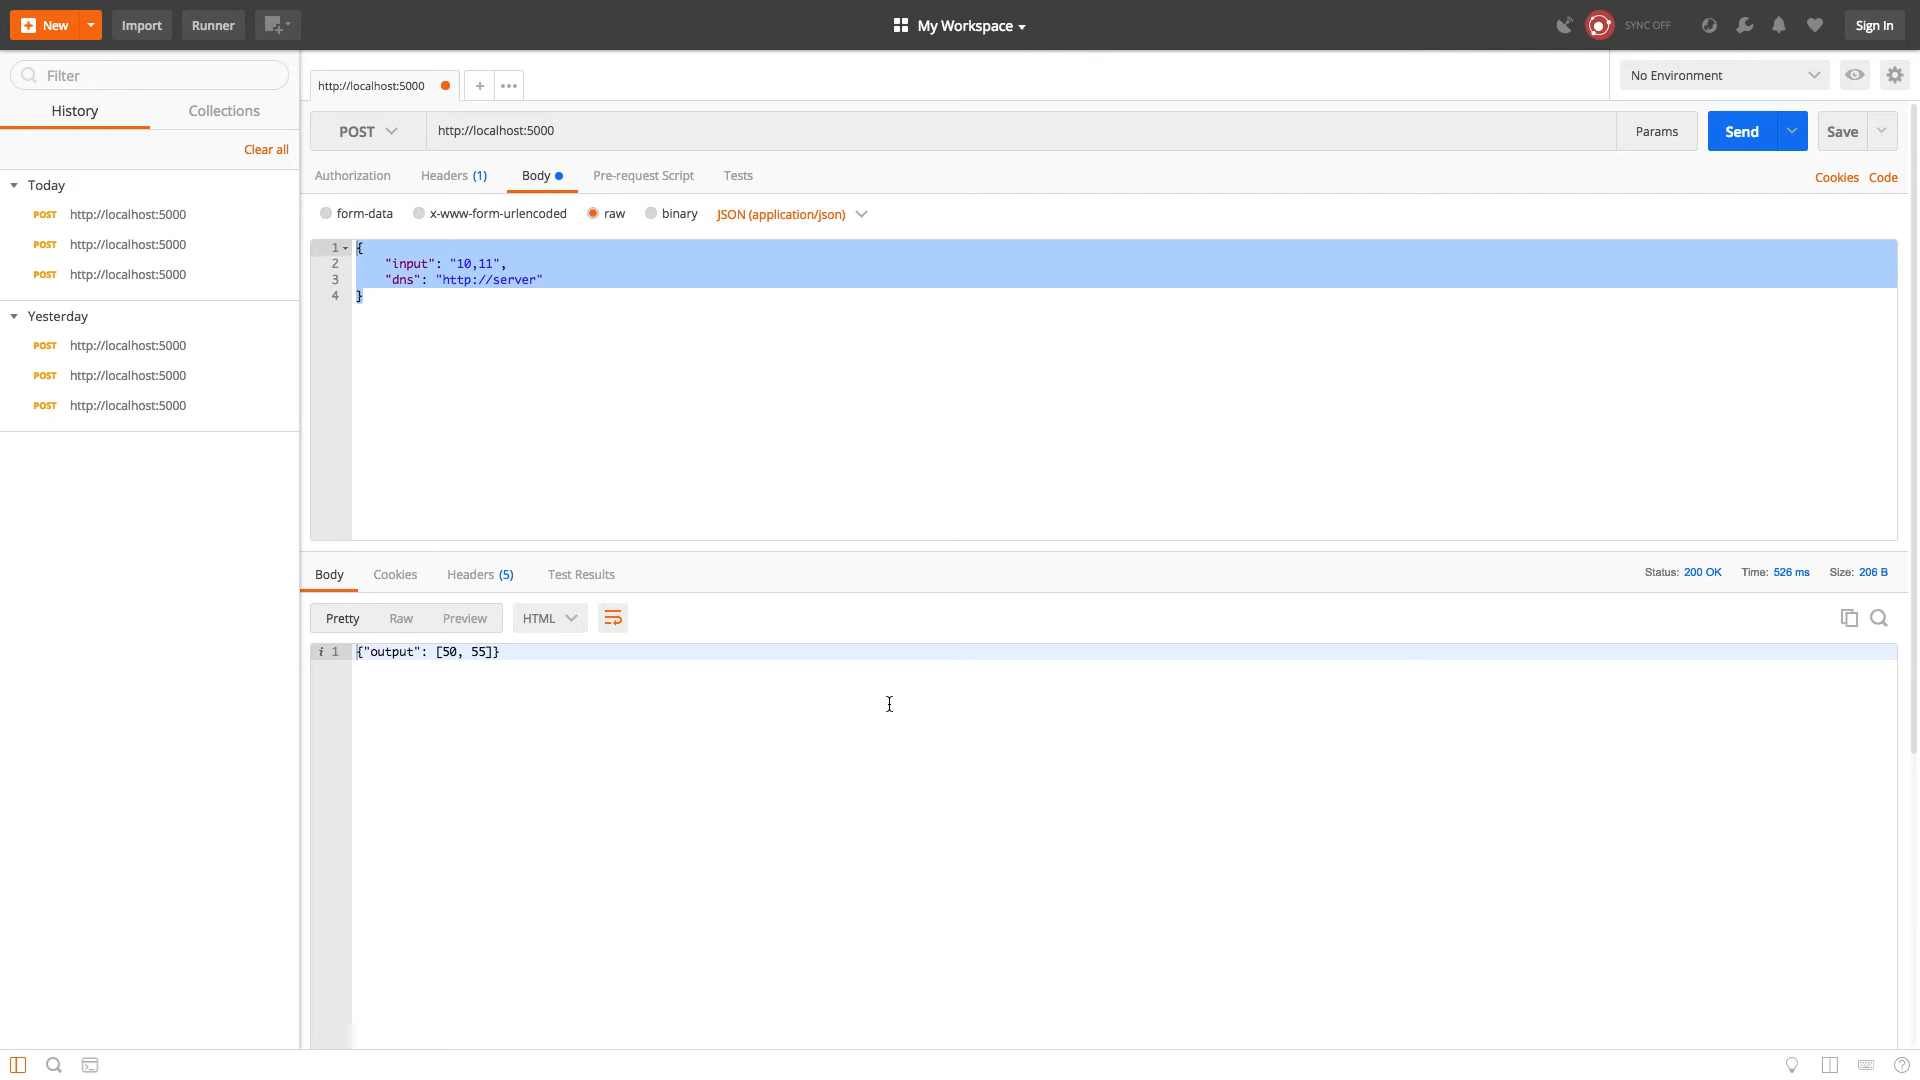 New
Import
Runner
My Workspace
SYNC OFF
Sign In
Filter
History
Collections
Clear all
Today
POST http://localhost:5000
POST http://localhost:5000
POST http://localhost:5000
Yesterday
POST http://localhost:5000
POST http://localhost:5000
POST http://localhost:5000
http://localhost:5000
+
•••
No Environment
POST
http://localhost:5000
Params
Send
Save
Authorization
Headers (1)
Body
Pre-request Script
Tests
Cookies
Code
form-data
x-www-form-urlencoded
raw
binary
JSON (application/json)
1 {
2 "input": "10,11",
3 "dns": "http://server"
4 }
Body
Cookies
Headers (5)
Test Results
Status: 200 OK
Time: 526 ms
Size: 206 B
Pretty
Raw
Preview
HTML
i 1 {"output": [50, 55]}